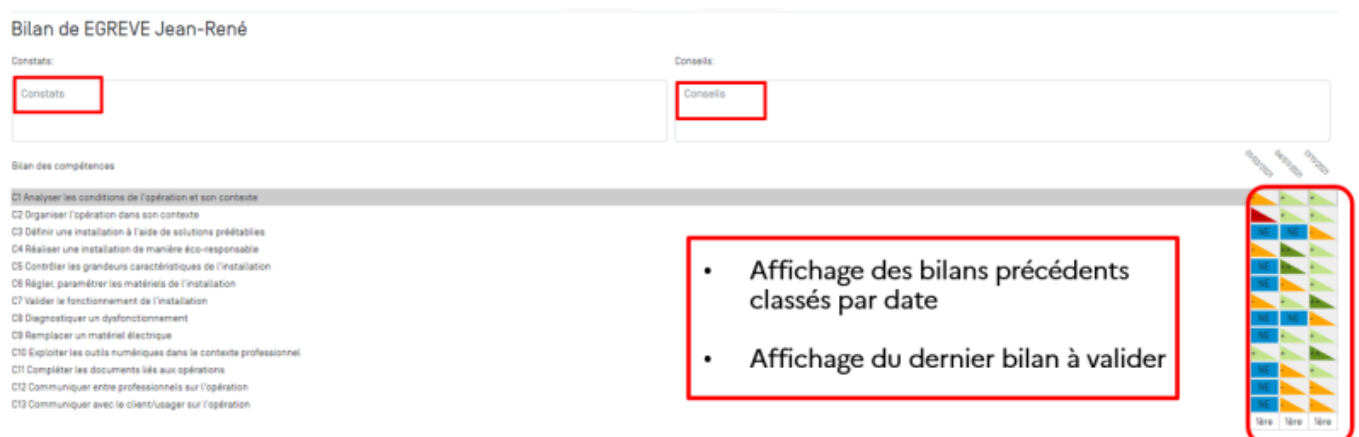 Bilan de EGREVE Jean-René
Constats:
Conseils:
Constats
Conseils
Bilan des compétences
C1 Analyser les conditions de l'opération et son contexte
C2 Organiser l'opération dans son contexte
C3 Définir une installation à l'aide de solutions préétablies
C4 Réaliser une installation de manière éco-responsable
C5 Contrôler les grandeurs caractéristiques de l'installation
C6 Régler, paramétrer les matériels de l'installation
C7 Valider le fonctionnement de l'installation
C8 Diagnostiquer un dysfonctionnement
C9 Remplacer un matériel électrique
C10 Exploiter les outils numériques dans le contexte professionnel
C11 Compléter les documents liés aux opérations
C12 Communiquer entre professionnels sur l'opération
C13 Communiquer avec le client/usager sur l'opération
• Affichage des bilans précédents
classés par date
• Affichage du dernier bilan à valider
NE NE
NE
NE
NE NE
NE
NE
NE
NE
1ère 1ère 1ère